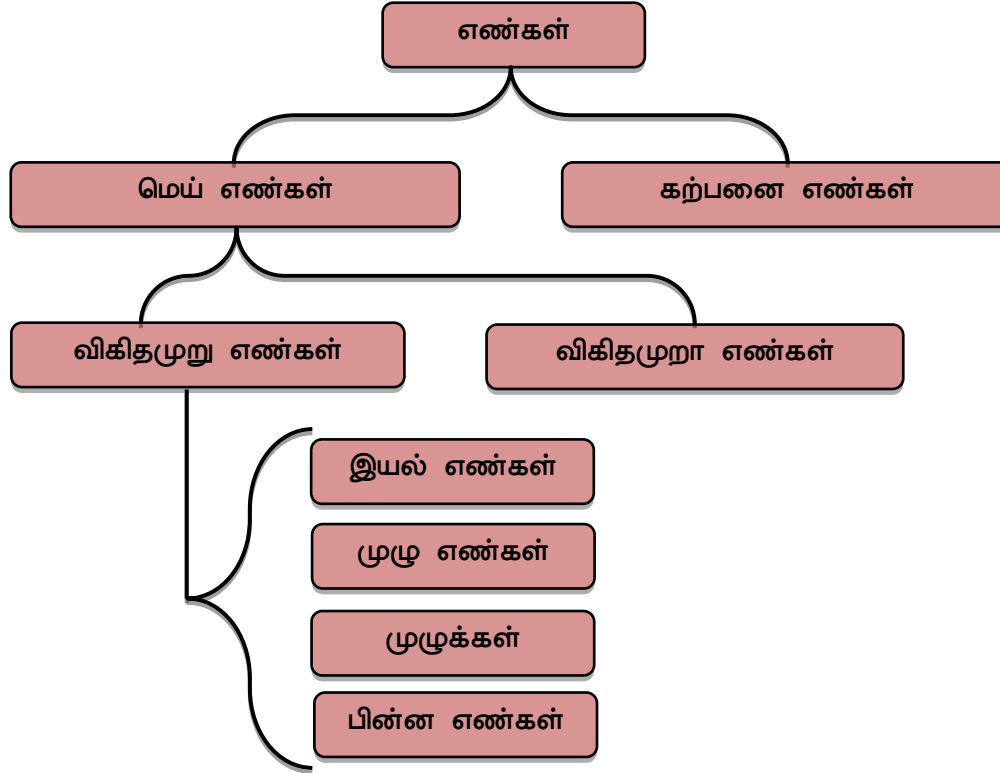 எண்கள்
மெய் எண்கள்
கற்பனை எண்கள்
விகிதமுறு எண்கள்
விகிதமுறா எண்கள்
இயல் எண்கள்
முழு எண்கள்
முழுக்கள்
பின்ன எண்கள்